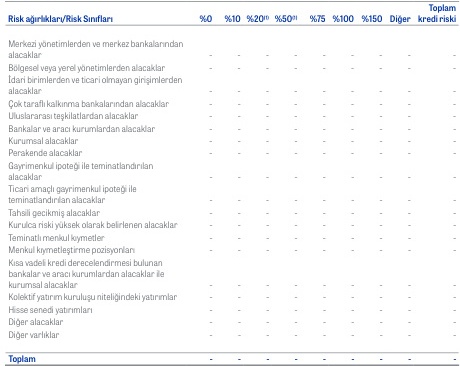 Toplam
Risk ağırlıkları/Risk Sınıfları %0 %10 %20⁽¹⁾ %50⁽¹⁾ %75 %100 %150 Diğer kredi riski
Merkezi yönetimlerden ve merkez bankalarından
alacaklar - - - - - - - - -
Bölgesel veya yerel yönetimlerden alacaklar - - - - - - - - -
İdari birimlerden ve ticari olmayan girişimlerden
alacaklar - - - - - - - - -
Çok taraflı kalkınma bankalarından alacaklar - - - - - - - - -
Uluslararası teşkilatlardan alacaklar - - - - - - - - -
Bankalar ve aracı kurumlardan alacaklar - - - - - - - - -
Kurumsal alacaklar - - - - - - - - -
Perakende alacaklar - - - - - - - - -
Gayrimenkul ipoteği ile teminatlandırılan
alacaklar - - - - - - - - -
Ticari amaçlı gayrimenkul ipoteği ile
teminatlandırılan alacaklar - - - - - - - - -
Tahsili gecikmiş alacaklar - - - - - - - - -
Kurulca riski yüksek olarak belirlenen alacaklar - - - - - - - - -
Teminatlı menkul kıymetler - - - - - - - - -
Menkul kıymetleştirme pozisyonları - - - - - - - - -
Kısa vadeli kredi derecelendirmesi bulunan
bankalar ve aracı kurumlardan alacaklar ile
kurumsal alacaklar - - - - - - - - -
Kolektif yatırım kuruluşu niteliğindeki yatırımlar - - - - - - - - -
Hisse senedi yatırımları - - - - - - - - -
Diğer alacaklar - - - - - - - - -
Diğer varlıklar - - - - - - - - -
Toplam - - - - - - - - -